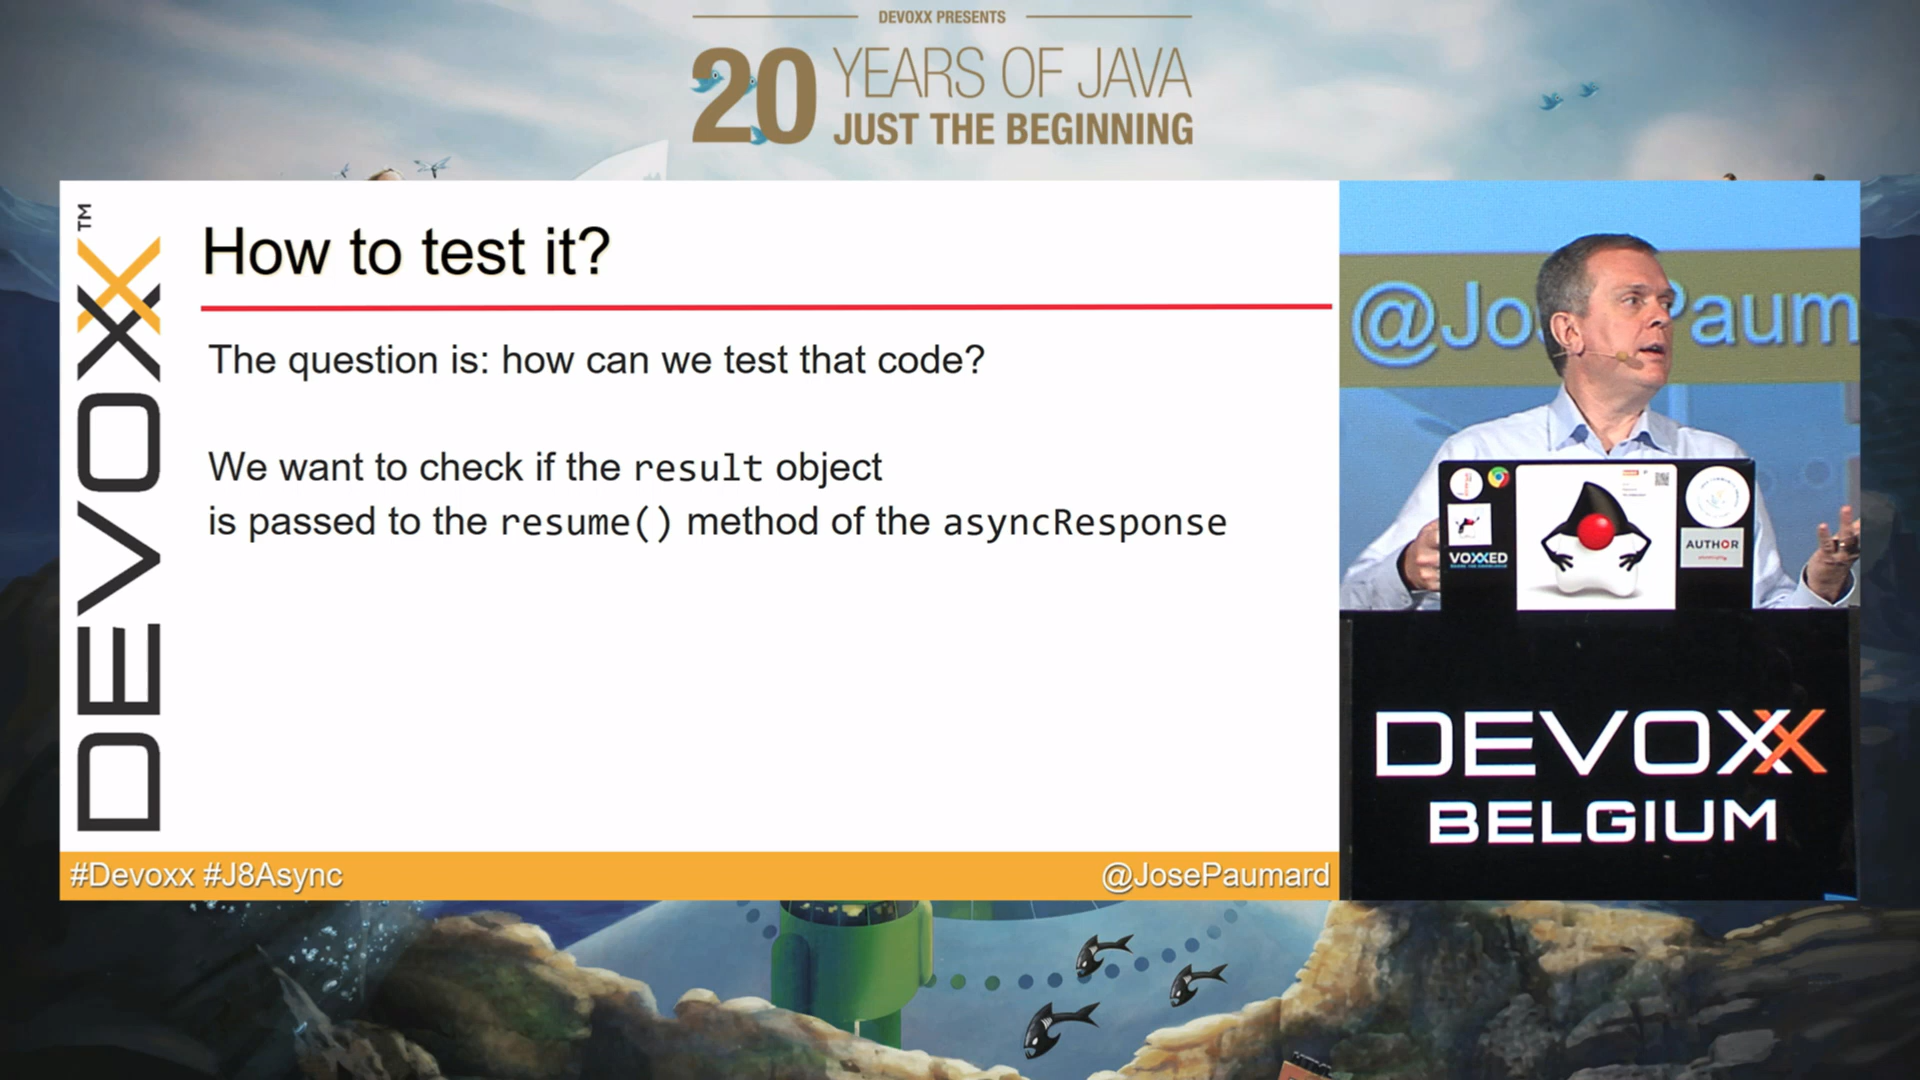 DEVOXX PRESENTS
20 YEARS OF JAVA
JUST THE BEGINNING
DEVOXX™
How to test it?
The question is: how can we test that code?
We want to check if the result object
is passed to the resume() method of the asyncResponse
#Devoxx #J8Async
@JosePaumard
VOXXED
AUTHOR
DEVOXX
BELGIUM